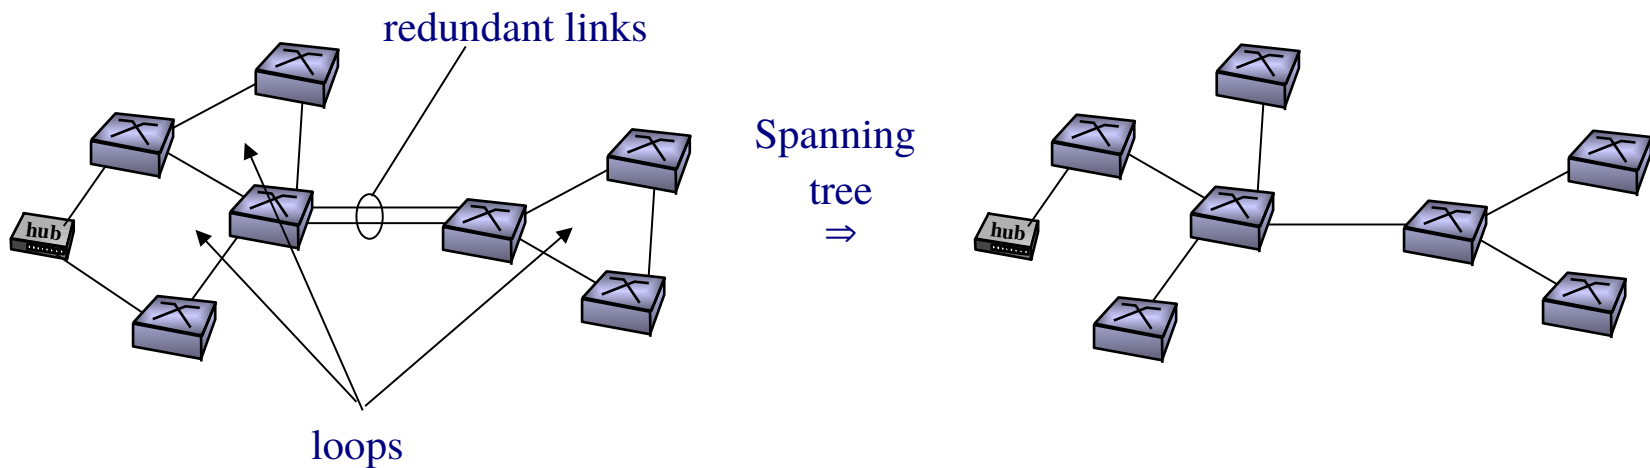 redundant links
hub
loops
Spanning
tree
⇒
hub